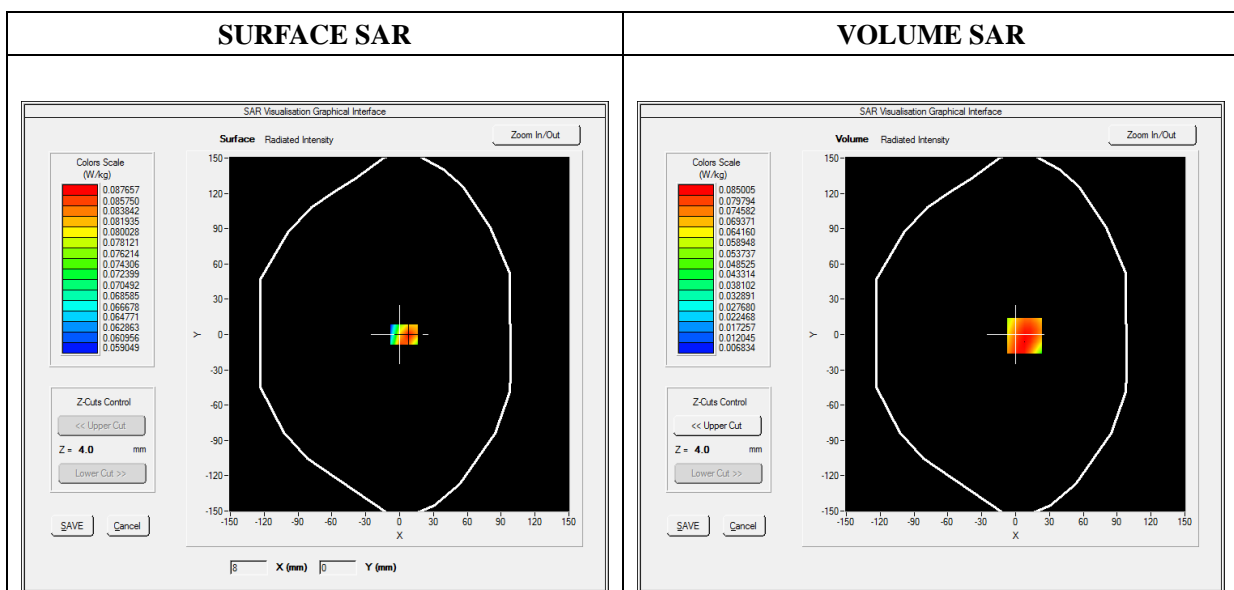 SURFACE SAR
VOLUME SAR
SAR Visualisation Graphical Interface
Surface Radiated Intensity
Zoom In/Out
Colors Scale
(W/kg)
0.087657
0.085750
0.083842
0.081935
0.080028
0.078121
0.076214
0.074306
0.072399
0.070492
0.068585
0.066678
0.064771
0.062863
0.060956
0.059049
150
120
90
60
30
0
-30
-60
-90
-120
-150
Y
-150 -120 -90 -60 -30 0 30 60 90 120 150
X
Z-Cuts Control
<< Upper Cut
Z = 4.0 mm
Lower Cut >>
SAVE Cancel
8 X (mm) 0 Y (mm)
SAR Visualisation Graphical Interface
Volume Radiated Intensity
Zoom In/Out
Colors Scale
(W/kg)
0.085005
0.079794
0.074582
0.069371
0.064160
0.058948
0.053737
0.048525
0.043314
0.038102
0.032891
0.027680
0.022468
0.017257
0.012045
0.006834
150
120
90
60
30
0
-30
-60
-90
-120
-150
Y
-150 -120 -90 -60 -30 0 30 60 90 120 150
X
Z-Cuts Control
<< Upper Cut
Z = 4.0 mm
Lower Cut >>
SAVE Cancel